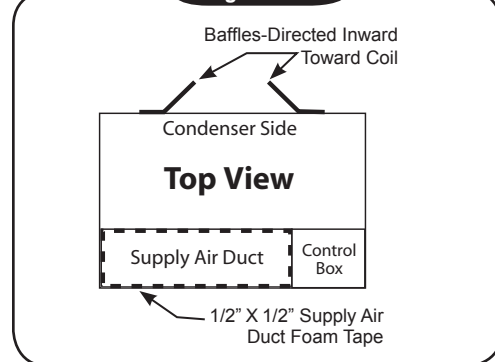 Baffles-Directed Inward
Toward Coil
Condenser Side
Top View
Supply Air Duct
Control
Box
1/2” X 1/2” Supply Air
Duct Foam Tape